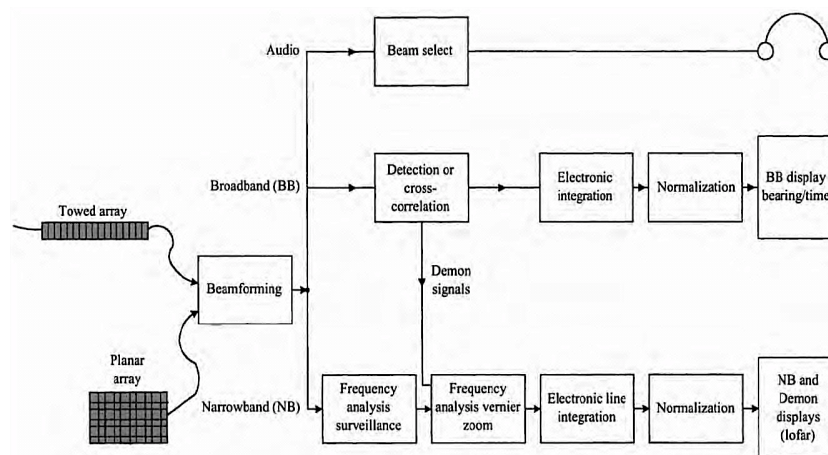 Audio
Beam select
Broadband (BB)
Detection or
cross-
correlation
Electronic
integration
Normalization
BB display
bearing/time
Towed array
Beamforming
Demon
signals
Planar
array
Narrowband (NB)
Frequency
analysis
surveillance
Frequency
analysis vernier
zoom
Electronic line
integration
Normalization
NB and
Demon
displays
(lofar)